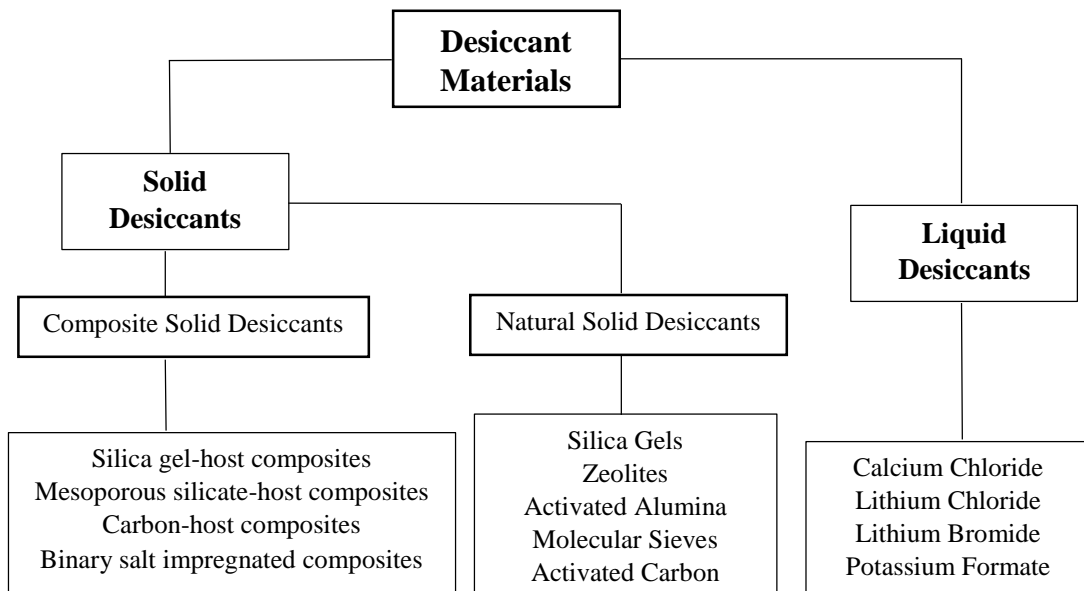 Desiccant
Materials
Solid
Desiccants
Liquid
Desiccants
Composite Solid Desiccants
Natural Solid Desiccants
Silica gel-host composites
Mesoporous silicate-host composites
Carbon-host composites
Binary salt impregnated composites
Silica Gels
Zeolites
Activated Alumina
Molecular Sieves
Activated Carbon
Calcium Chloride
Lithium Chloride
Lithium Bromide
Potassium Formate